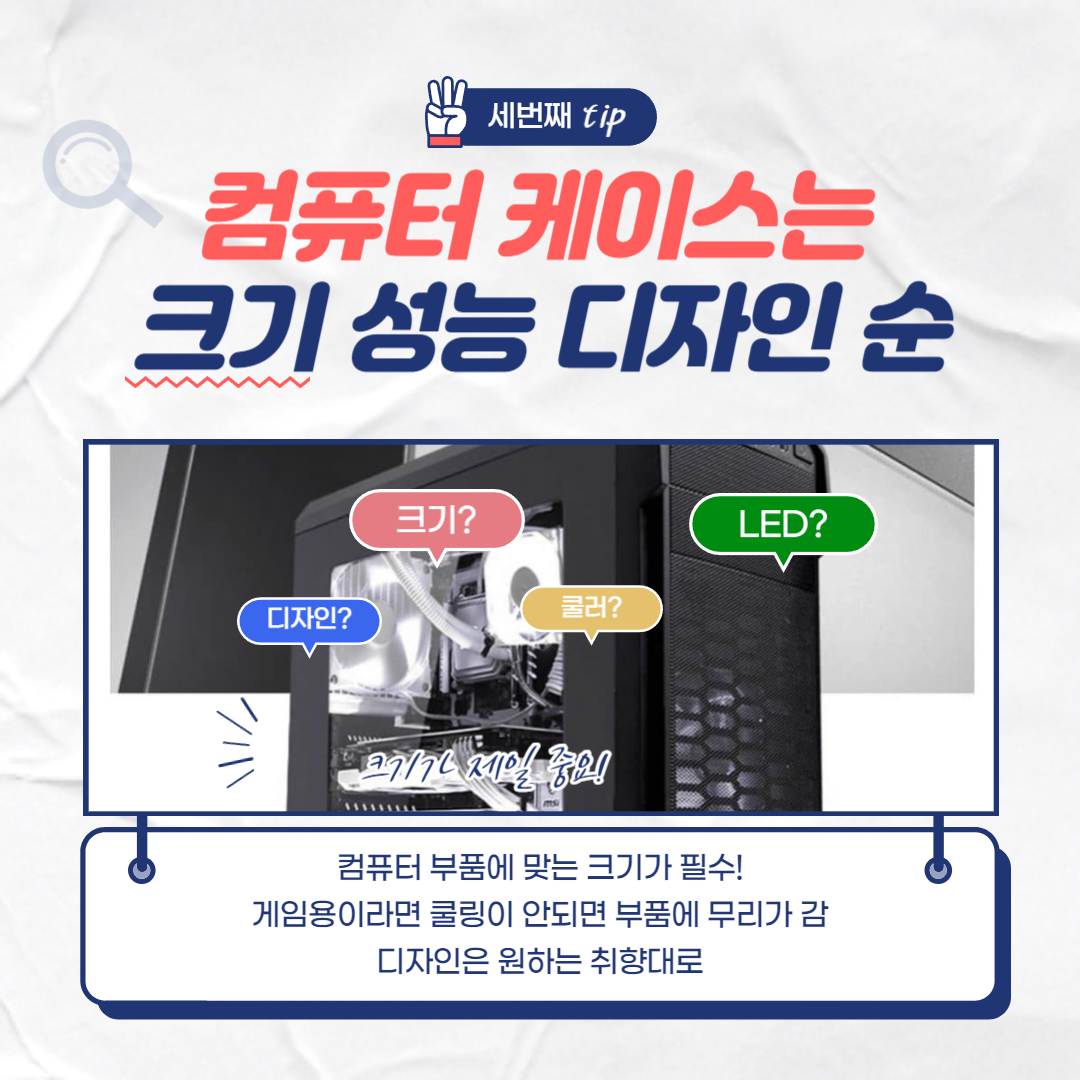 세번째 tip
컴퓨터 케이스는
크기 성능 디자인 순
크기?
LED?
디자인?
쿨러?
크기가 제일 중요!
msi
컴퓨터 부품에 맞는 크기가 필수!
게임용이라면 쿨링이 안되면 부품에 무리가 감
디자인은 원하는 취향대로